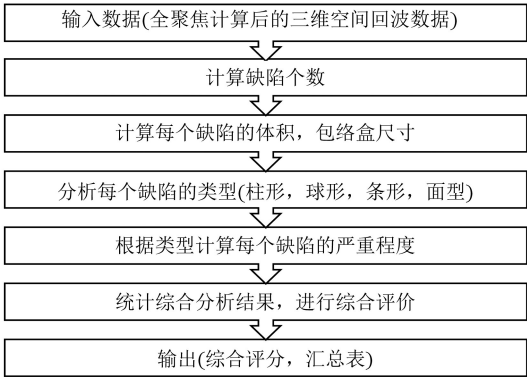 输入数据(全聚焦计算后的三维空间回波数据)
计算缺陷个数
计算每个缺陷的体积，包络盒尺寸
分析每个缺陷的类型(柱形，球形，条形，面型)
根据类型计算每个缺陷的严重程度
统计综合分析结果，进行综合评价
输出(综合评分，汇总表)